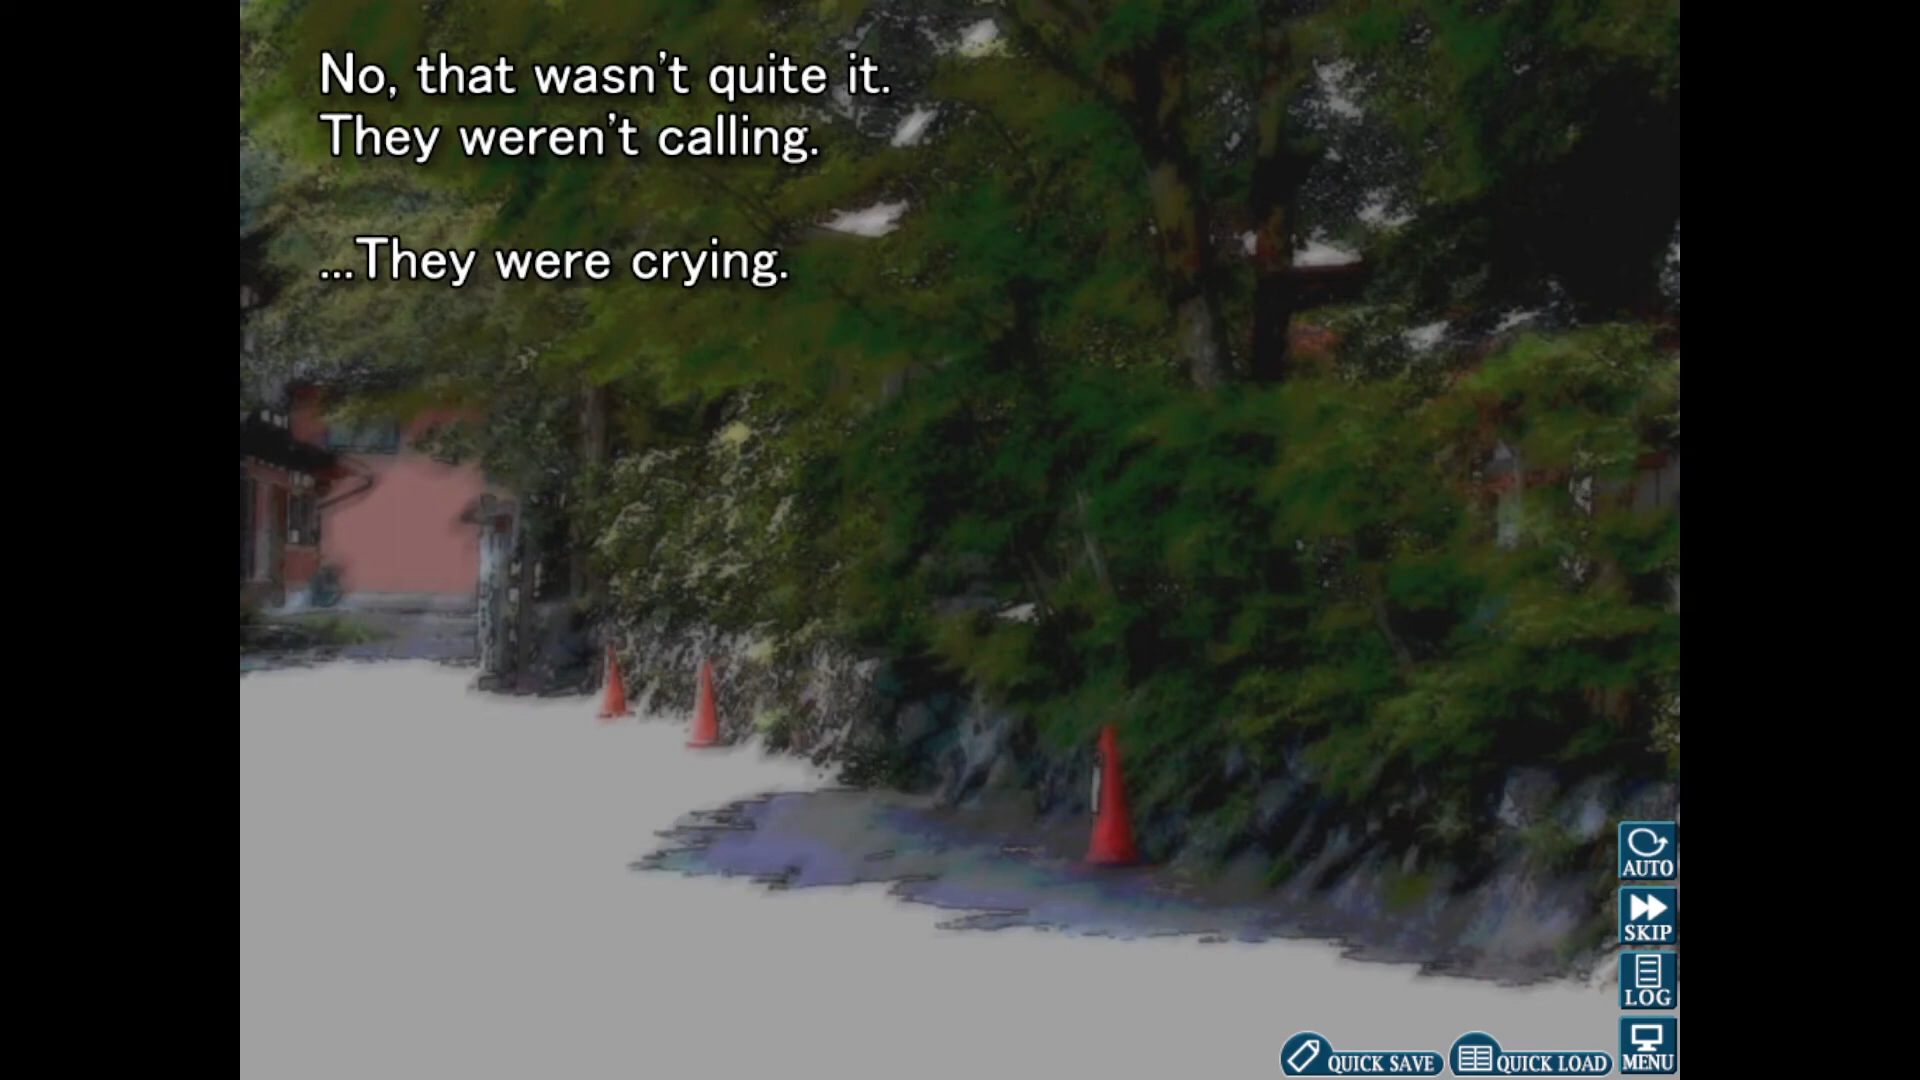 No, that wasn't quite it.
They weren't calling.
...They were crying.
AUTO
SKIP
LOG
MENU
QUICK SAVE
QUICK LOAD